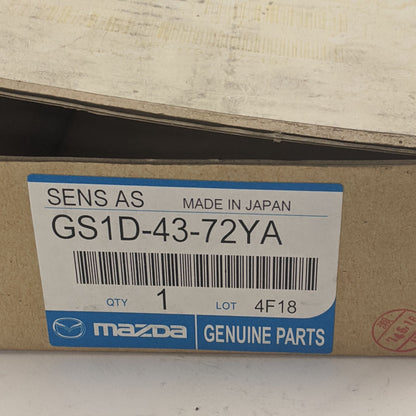 SENS AS MADE IN JAPAN
GS1D-43-72YA
QTY 1 LOT 4F18
mazda GENUINE PARTS